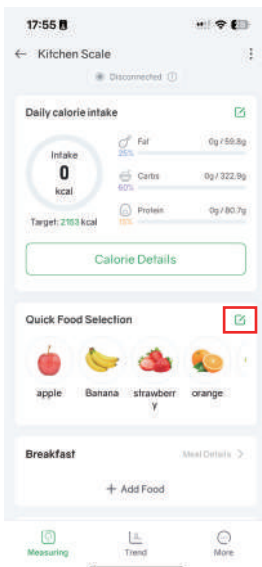 17:55
Kitchen Scale
Disconnected
Daily calorie intake
Intake
0
kcal
Target: 2153 kcal
Fat
0g / 59.8g
25%
Carbs
0g / 322.9g
60%
Protein
0g / 80.7g
15%
Calorie Details
Quick Food Selection
apple
Banana
strawberr
y
orange
Breakfast
Meal Details >
+ Add Food
Measuring
Trend
More